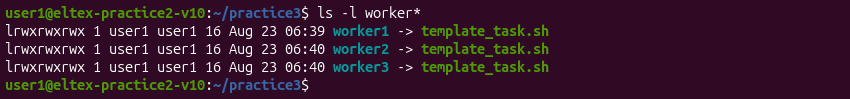 user1@eltex-practice2-v10:~/practice3$ ls -l worker*
lrwxrwxrwx 1 user1 user1 16 Aug 23 06:39 worker1 -> template_task.sh
lrwxrwxrwx 1 user1 user1 16 Aug 23 06:40 worker2 -> template_task.sh
lrwxrwxrwx 1 user1 user1 16 Aug 23 06:40 worker3 -> template_task.sh
user1@eltex-practice2-v10:~/practice3$